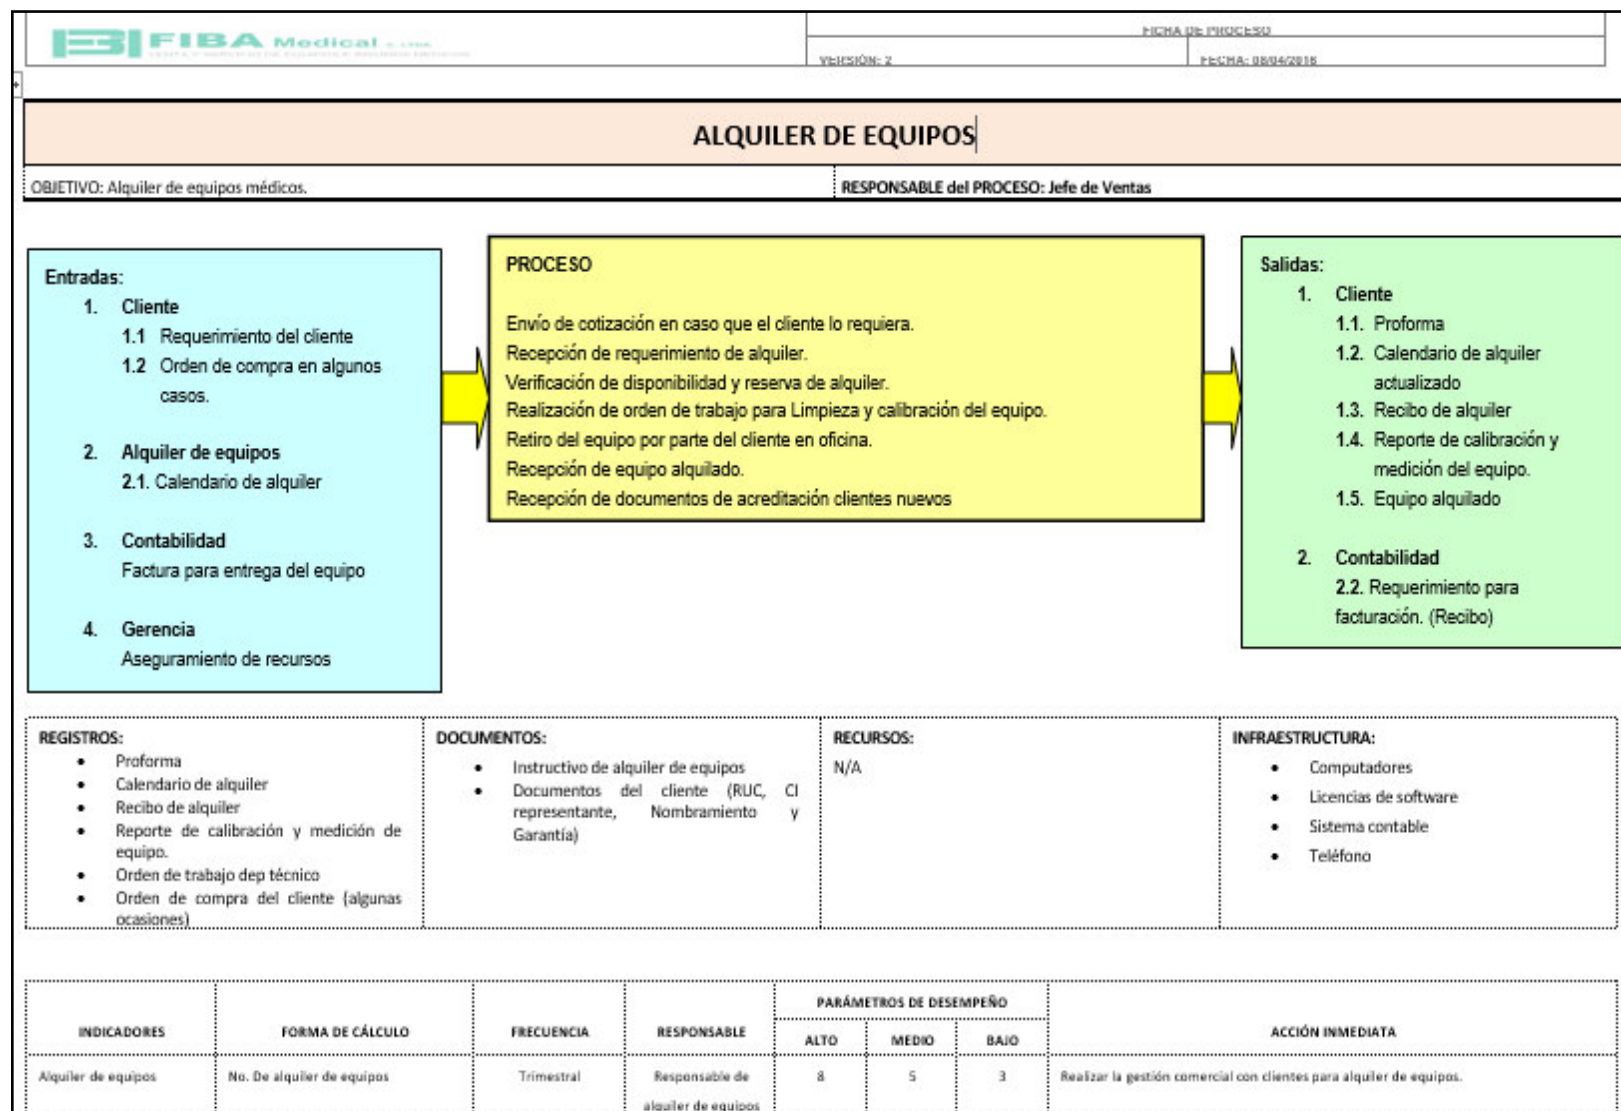 FIBA Medical C. LTDA.
FICHA DE PROCESO
VERSIÓN: 2
FECHA: 08/04/2016
ALQUILER DE EQUIPOS
OBJETIVO: Alquiler de equipos médicos.
RESPONSABLE del PROCESO: Jefe de Ventas
Entradas:
1. Cliente
1.1 Requerimiento del cliente
1.2 Orden de compra en algunos
casos.
2. Alquiler de equipos
2.1. Calendario de alquiler
3. Contabilidad
Factura para entrega del equipo
4. Gerencia
Aseguramiento de recursos
PROCESO
Envío de cotización en caso que el cliente lo requiera.
Recepción de requerimiento de alquiler.
Verificación de disponibilidad y reserva de alquiler.
Realización de orden de trabajo para Limpieza y calibración del equipo.
Retiro del equipo por parte del cliente en oficina.
Recepción de equipo alquilado.
Recepción de documentos de acreditación clientes nuevos
Salidas:
1. Cliente
1.1. Proforma
1.2. Calendario de alquiler
actualizado
1.3. Recibo de alquiler
1.4. Reporte de calibración y
medición del equipo.
1.5. Equipo alquilado
2. Contabilidad
2.2. Requerimiento para
facturación. (Recibo)
REGISTROS:
• Proforma
• Calendario de alquiler
• Recibo de alquiler
• Reporte de calibración y medición de
equipo.
• Orden de trabajo dep técnico
• Orden de compra del cliente (algunas
ocasiones)
DOCUMENTOS:
• Instructivo de alquiler de equipos
• Documentos del cliente (RUC, CI
representante, Nombramiento y
Garantía)
RECURSOS:
N/A
INFRAESTRUCTURA:
• Computadores
• Licencias de software
• Sistema contable
• Teléfono
INDICADORES
FORMA DE CÁLCULO
FRECUENCIA
RESPONSABLE
PARÁMETROS DE DESEMPEÑO
ALTO
MEDIO
BAJO
ACCIÓN INMEDIATA
Alquiler de equipos
No. De alquiler de equipos
Trimestral
Responsable de
alquiler de equipos
8
5
3
Realizar la gestión comercial con clientes para alquiler de equipos.